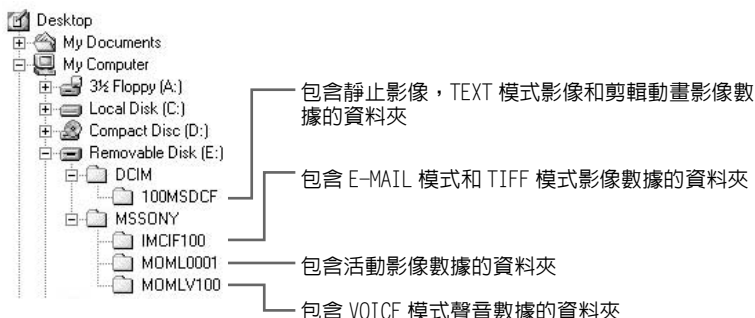 Desktop
My Documents
My Computer
3½ Floppy (A:)
Local Disk (C:)
Compact Disc (D:)
Removable Disk (E:)
DCIM
100MSDCF
MSSONY
IMCIF100
MOML0001
MOMLV100
包含靜止影像，TEXT 模式影像和剪輯動畫影像數
據的資料夾
包含 E-MAIL 模式和 TIFF 模式影像數據的資料夾
包含活動影像數據的資料夾
包含 VOICE 模式聲音數據的資料夾